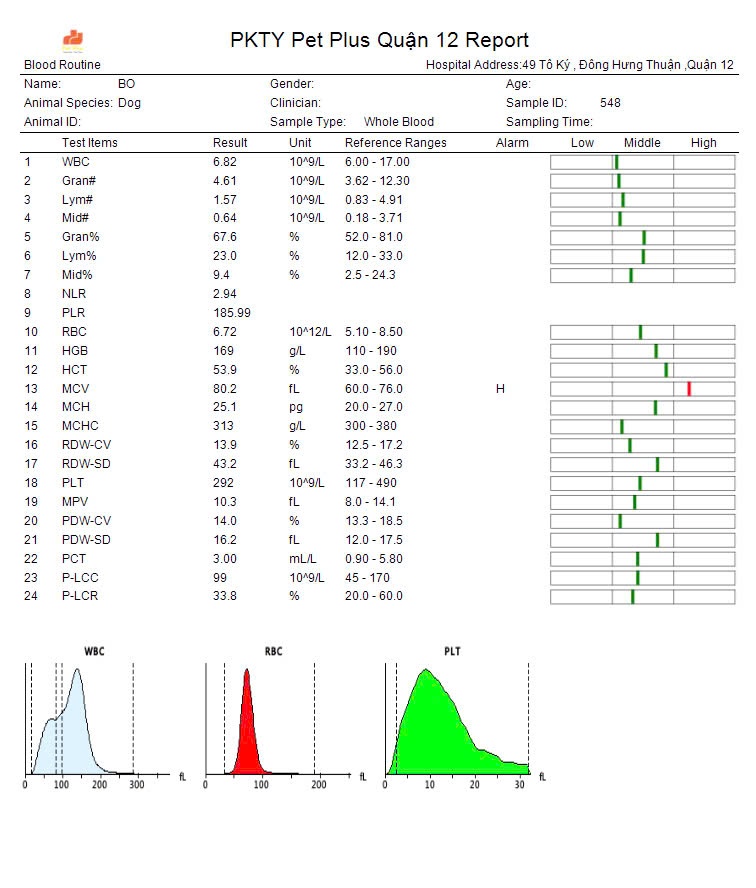 PKTY Pet Plus Quận 12 Report
Blood Routine Hospital Address:49 Tô Ký , Đông Hưng Thuận ,Quận 12
Name: BO Gender: Age:
Animal Species: Dog Clinician: Sample ID: 548
Animal ID: Sample Type: Whole Blood Sampling Time:
Test Items Result Unit Reference Ranges Alarm Low Middle High
1 WBC 6.82 10^9/L 6.00 - 17.00
2 Gran# 4.61 10^9/L 3.62 - 12.30
3 Lym# 1.57 10^9/L 0.83 - 4.91
4 Mid# 0.64 10^9/L 0.18 - 3.71
5 Gran% 67.6 % 52.0 - 81.0
6 Lym% 23.0 % 12.0 - 33.0
7 Mid% 9.4 % 2.5 - 24.3
8 NLR 2.94
9 PLR 185.99
10 RBC 6.72 10^12/L 5.10 - 8.50
11 HGB 169 g/L 110 - 190
12 HCT 53.9 % 33.0 - 56.0
13 MCV 80.2 fL 60.0 - 76.0 H
14 MCH 25.1 pg 20.0 - 27.0
15 MCHC 313 g/L 300 - 380
16 RDW-CV 13.9 % 12.5 - 17.2
17 RDW-SD 43.2 fL 33.2 - 46.3
18 PLT 292 10^9/L 117 - 490
19 MPV 10.3 fL 8.0 - 14.1
20 PDW-CV 14.0 % 13.3 - 18.5
21 PDW-SD 16.2 fL 12.0 - 17.5
22 PCT 3.00 mL/L 0.90 - 5.80
23 P-LCC 99 10^9/L 45 - 170
24 P-LCR 33.8 % 20.0 - 60.0
WBC RBC PLT
0 100 200 300 fL 0 100 200 fL 0 10 20 30 fL